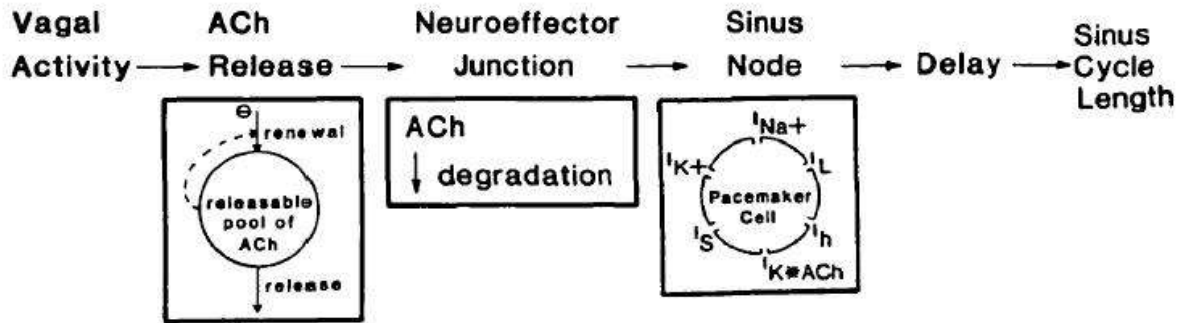 Vagal Activity
ACh Release
Neuroeffector Junction
Sinus Node
Delay
Sinus Cycle Length
⊖
renewal
releasable
pool of
ACh
release
ACh
degradation
INa+
IK+
IL
Pacemaker
Cell
IS
Ih
IK*ACh